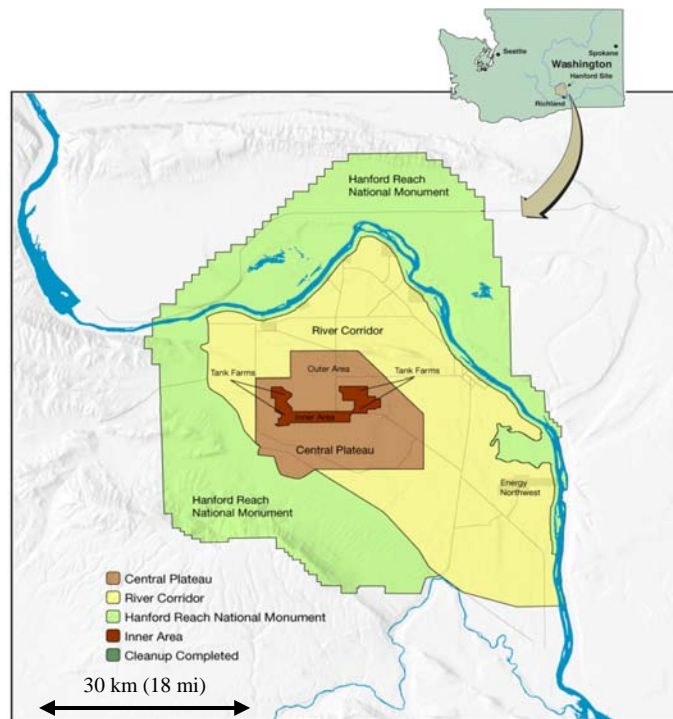 Seattle
Spokane
Washington
Hanford Site
Richland
Hanford Reach
National Monument
River Corridor
Tank Farms
Outer Area
Tank Farms
Inner Area
Central Plateau
Energy
Northwest
Hanford Reach
National Monument
Central Plateau
River Corridor
Hanford Reach National Monument
Inner Area
Cleanup Completed
30 km (18 mi)